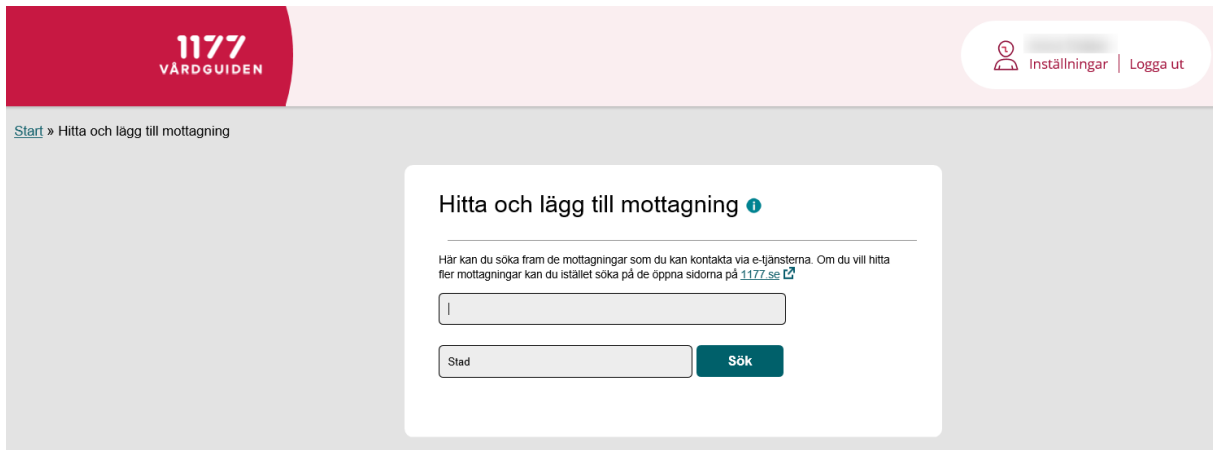 1177
VÅRDGUIDEN
Inställningar | Logga ut
Start » Hitta och lägg till mottagning
Hitta och lägg till mottagning
Här kan du söka fram de mottagningar som du kan kontakta via e-tjänsterna. Om du vill hitta
fler mottagningar kan du istället söka på de öppna sidorna på 1177.se
Stad
Sök